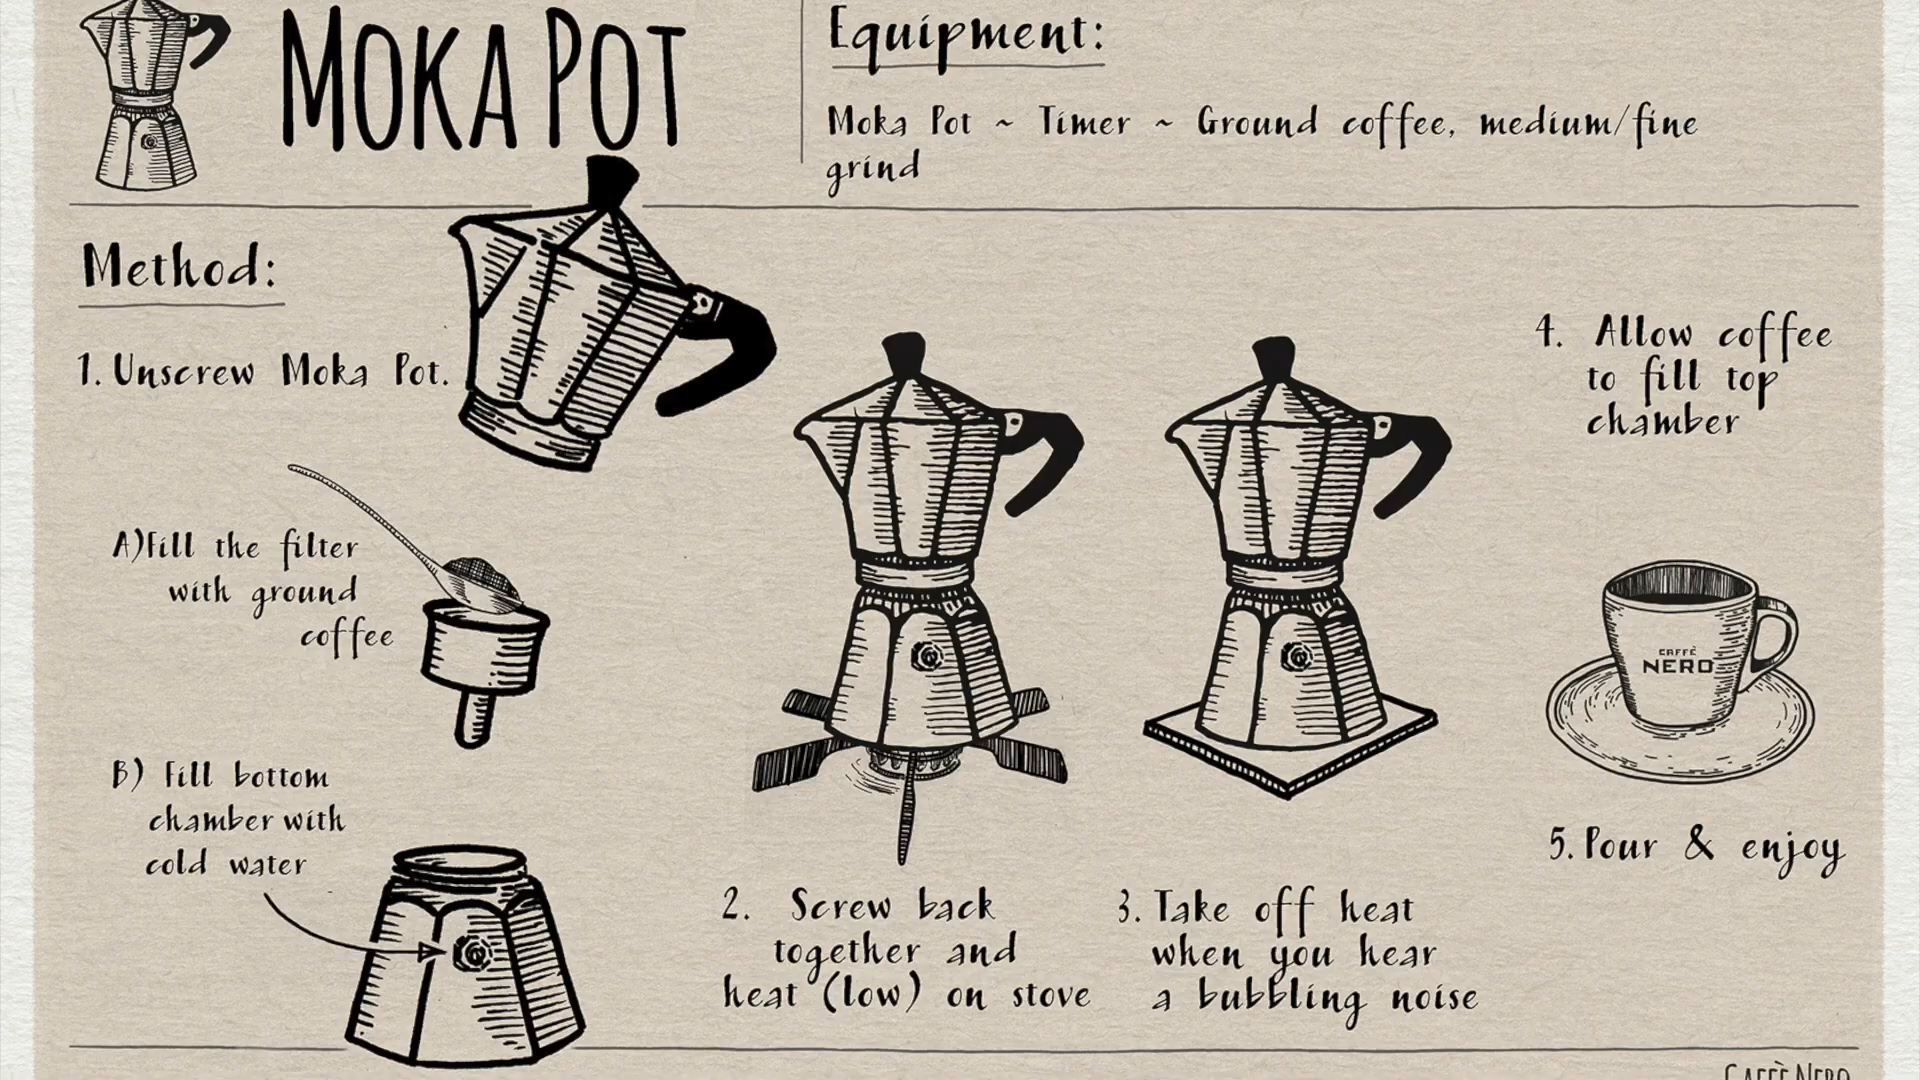 MOKA POT
Equipment:
Moka Pot ~ Timer ~ Ground coffee, medium/fine
grind
Method:
1. Unscrew Moka Pot.
A) Fill the filter
with ground
coffee
B) Fill bottom
chamber with
cold water
2. Screw back
together and
heat (low) on stove
3. Take off heat
when you hear
a bubbling noise
4. Allow coffee
to fill top
chamber
CAFFÈ
NERO
5. Pour & enjoy
CAFFÈ NERO